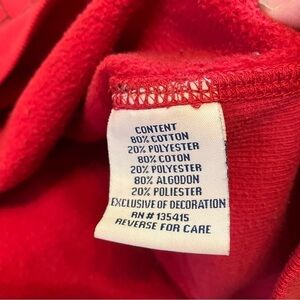 CONTENT
80% COTTON
20% POLYESTER
80% COTON
20% POLYESTER
80% ALGODON
20% POLIESTER
EXCLUSIVE OF DECORATION
RN # 135415
REVERSE FOR CARE